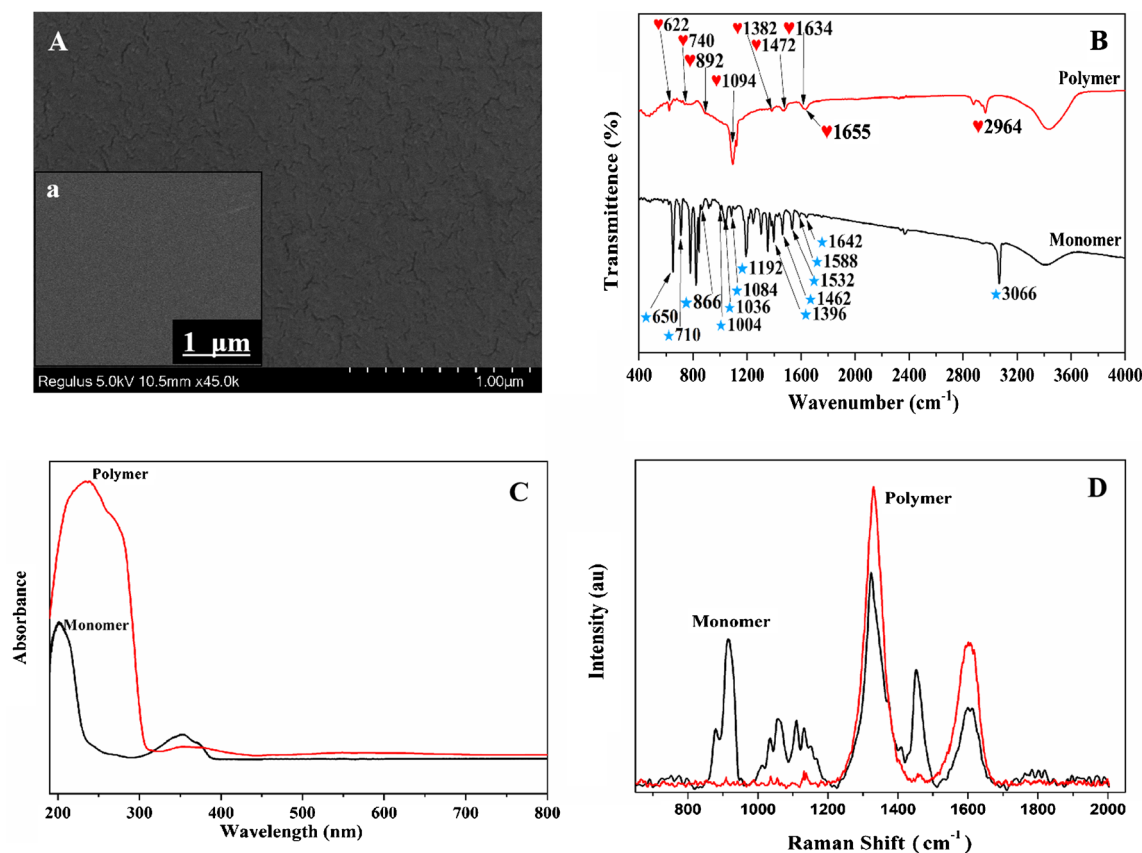 A
a
1 μm
Regulus 5.0kV 10.5mm x45.0k 1.00μm
B
♥622
♥740
♥892
♥1094
♥1382
♥1472
♥1634
♥1655
♥2964
Polymer
Monomer
★650
★710
★866
★1004
★1036
★1084
★1192
★1396
★1462
★1532
★1588
★1642
★3066
Transmittence (%)
400 800 1200 1600 2000 2400 2800 3200 3600 4000
Wavenumber (cm-1)
C
Polymer
Monomer
Absorbance
200 300 400 500 600 700 800
Wavelength (nm)
D
Polymer
Monomer
Intensity (au)
800 1000 1200 1400 1600 1800 2000
Raman Shift (cm-1)